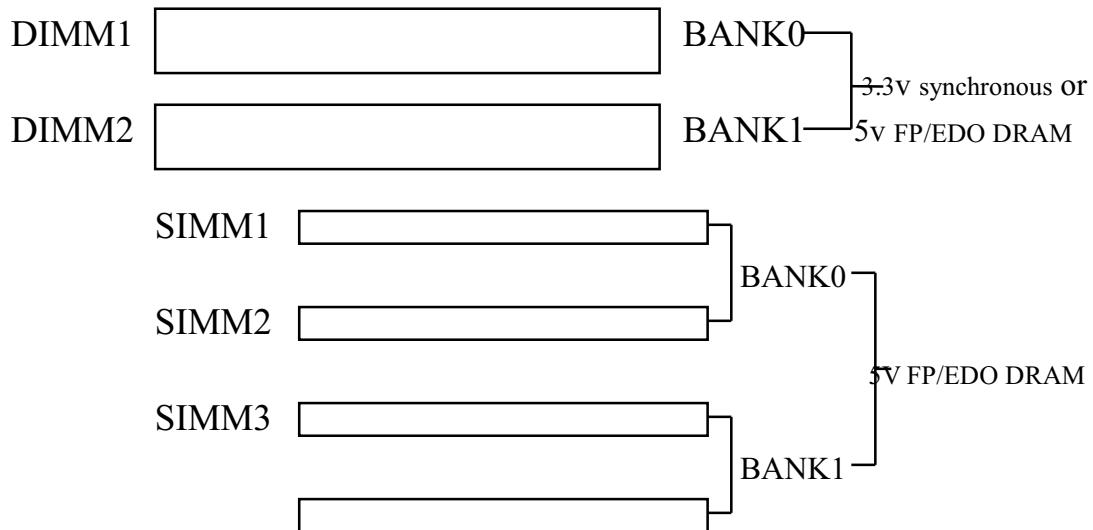 DIMM1 BANK0
3.3v synchronous or
DIMM2 BANK1 5v FP/EDO DRAM
SIMM1
BANK0
SIMM2
5V FP/EDO DRAM
SIMM3
BANK1